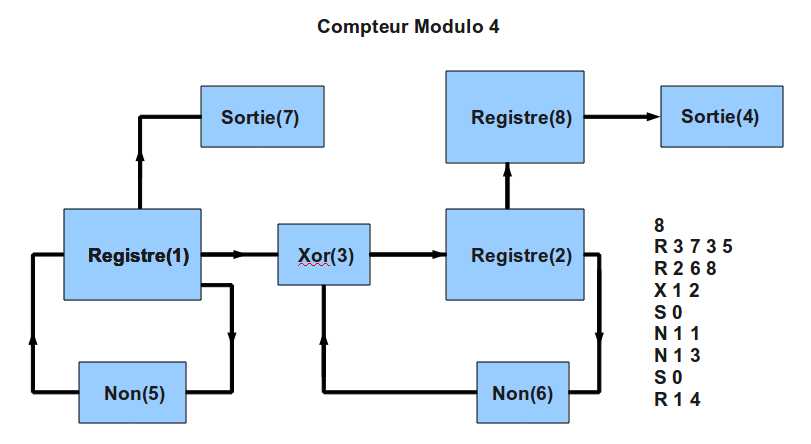 Compteur Modulo 4
Sortie(7)
Registre(8)
Sortie(4)
Registre(1)
Xor(3)
Registre(2)
Non(5)
Non(6)
8
R 3 7 3 5
R 2 6 8
X 1 2
S 0
N 1 1
N 1 3
S 0
R 1 4